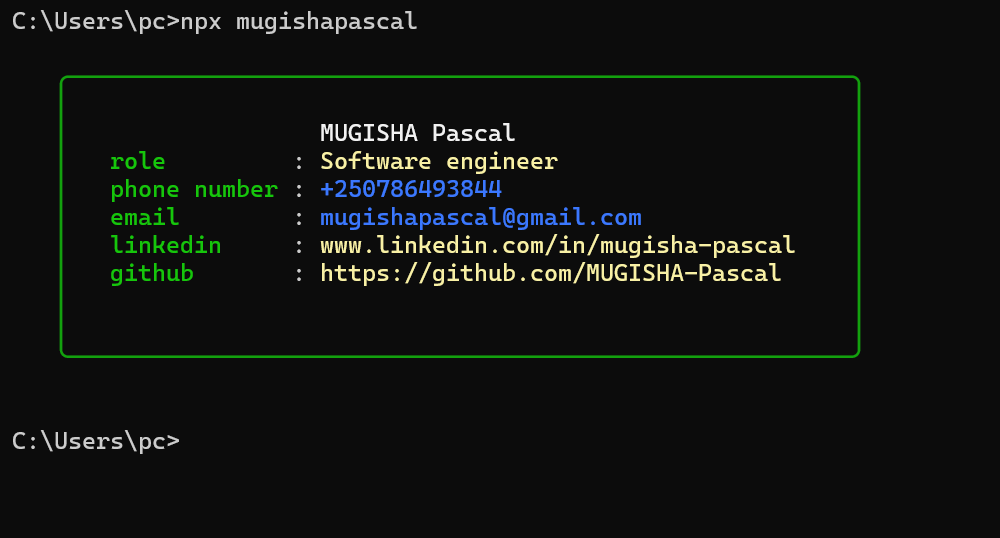 C:\Users\pc>npx mugishapascal
MUGISHA Pascal
role : Software engineer
phone number : +250786493844
email : mugishapascal@gmail.com
linkedin : www.linkedin.com/in/mugisha-pascal
github : https://github.com/MUGISHA-Pascal
C:\Users\pc>